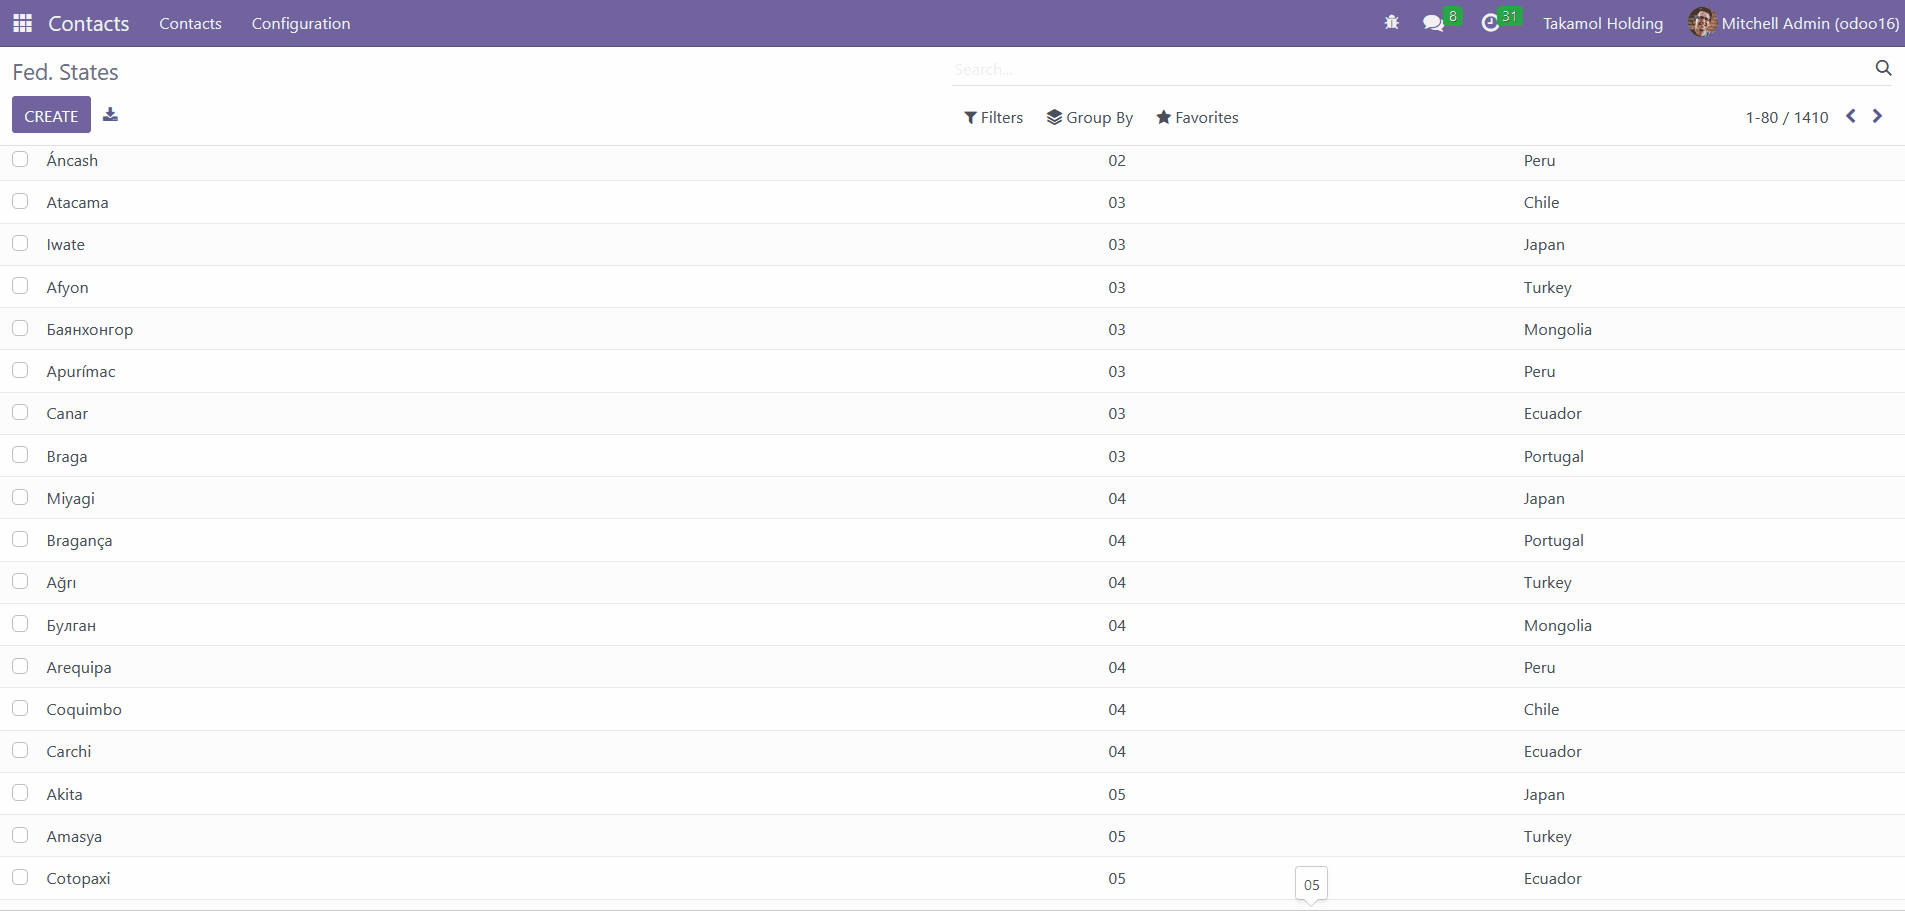 Contacts Contacts Configuration 8 31 Takamol Holding Mitchell Admin (odoo16)
Fed. States Search...
CREATE Filters Group By Favorites 1-80 / 1410
Áncash 02 Peru
Atacama 03 Chile
Iwate 03 Japan
Afyon 03 Turkey
Баянхонгор 03 Mongolia
Apurímac 03 Peru
Canar 03 Ecuador
Braga 03 Portugal
Miyagi 04 Japan
Bragança 04 Portugal
Ağrı 04 Turkey
Булган 04 Mongolia
Arequipa 04 Peru
Coquimbo 04 Chile
Carchi 04 Ecuador
Akita 05 Japan
Amasya 05 Turkey
Cotopaxi 05 Ecuador
05